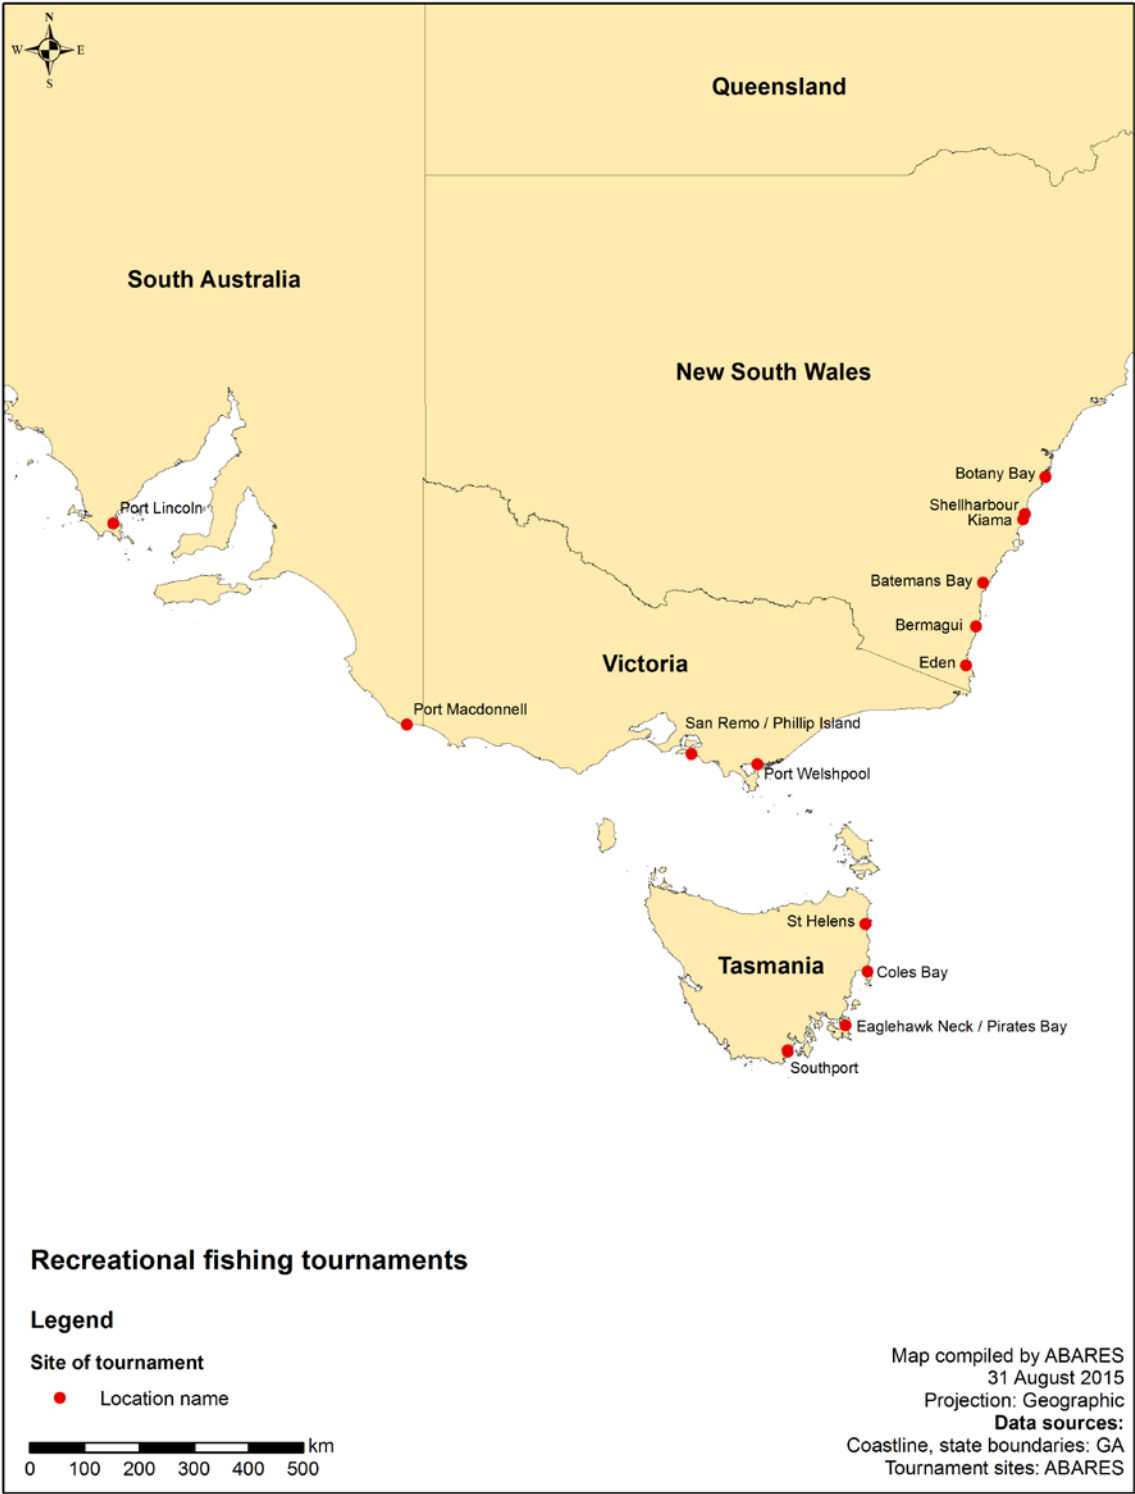 N
W E
S
Queensland
South Australia
New South Wales
Botany Bay
Shellharbour
Kiama
Port Lincoln
Batemans Bay
Bermagui
Eden
Victoria
Port Macdonnell
San Remo / Phillip Island
Port Welshpool
St Helens
Tasmania
Coles Bay
Eaglehawk Neck / Pirates Bay
Southport
Recreational fishing tournaments
Legend
Site of tournament
Location name
km
0 100 200 300 400 500
Map compiled by ABARES
31 August 2015
Projection: Geographic
Data sources:
Coastline, state boundaries: GA
Tournament sites: ABARES